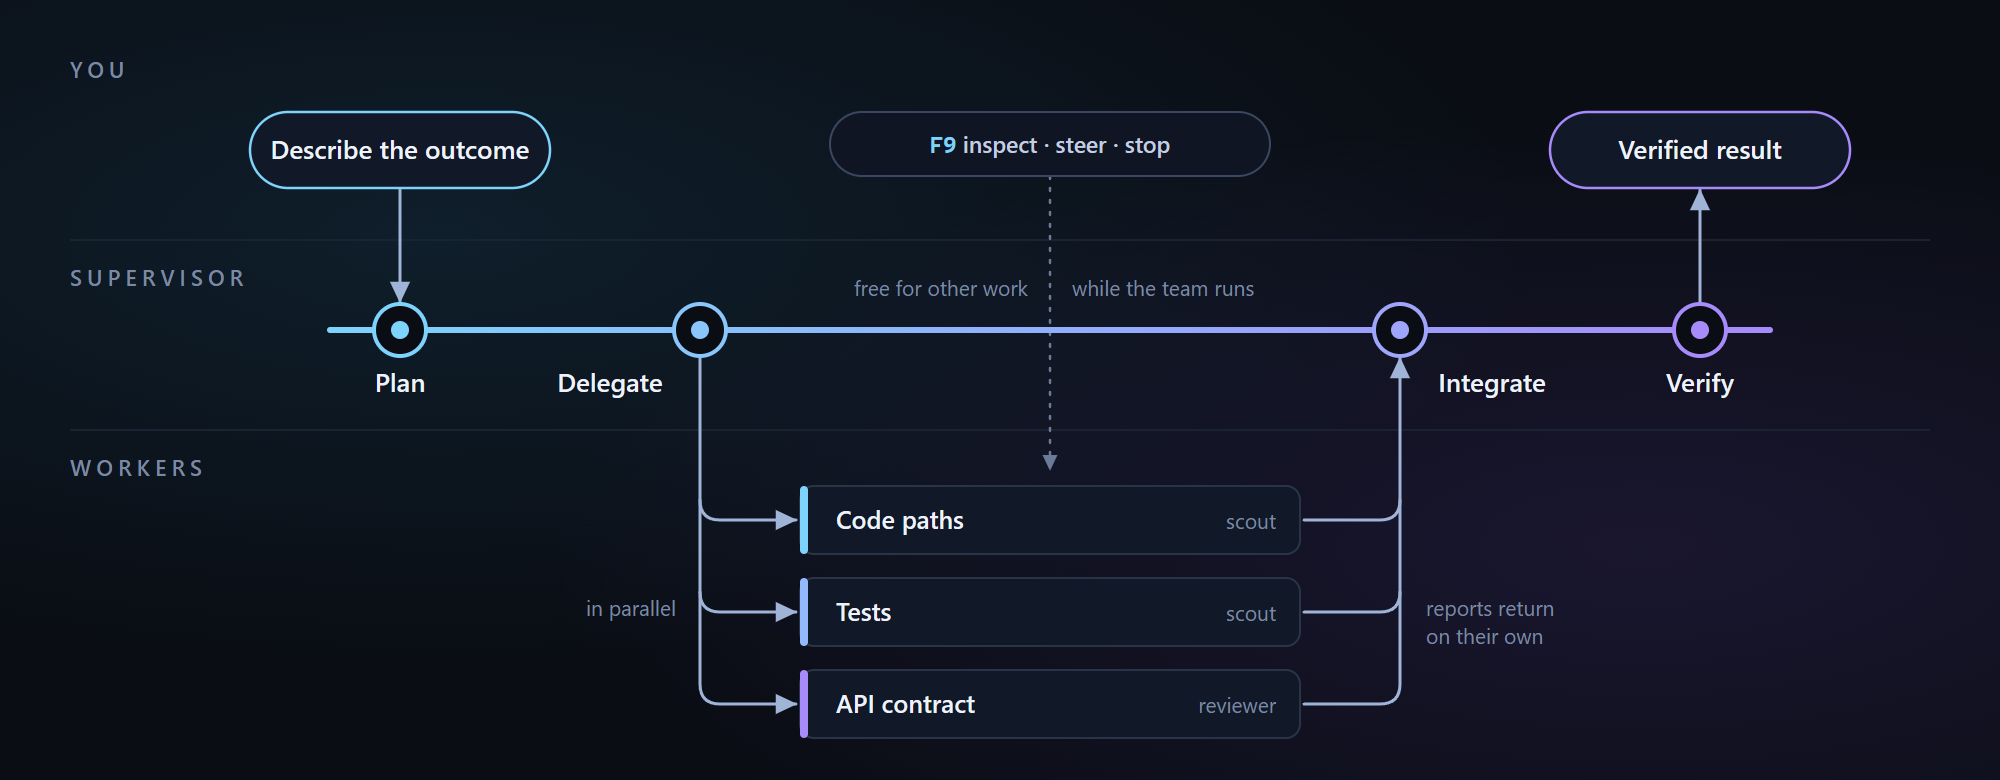 YOU
Describe the outcome
F9 inspect · steer · stop
Verified result
SUPERVISOR
free for other work
while the team runs
Plan
Delegate
Integrate
Verify
WORKERS
Code paths
scout
in parallel
Tests
scout
reports return
on their own
API contract
reviewer